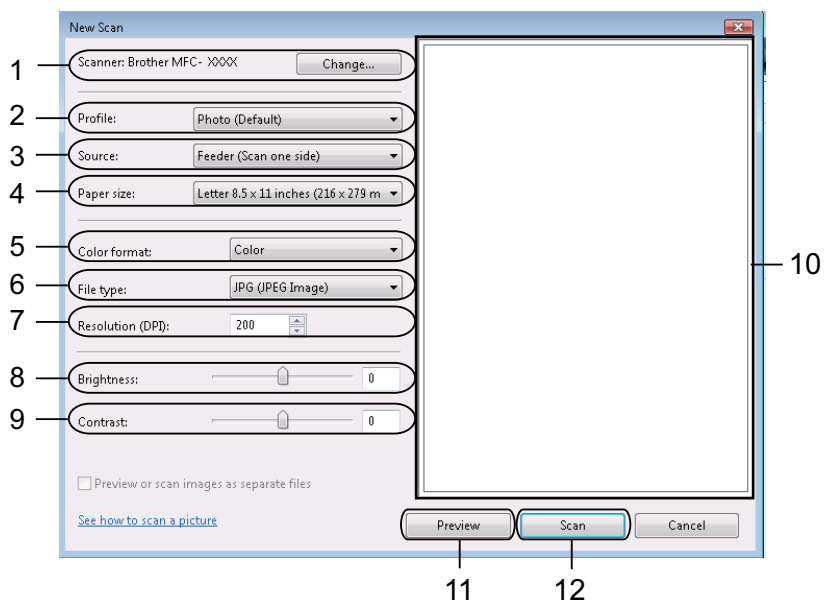 New Scan
1 Scanner: Brother MFC- XXXX Change...
2 Profile: Photo (Default)
3 Source: Feeder (Scan one side)
4 Paper size: Letter 8.5 x 11 inches (216 x 279 m
5 Color format: Color
10
6 File type: JPG (JPEG Image)
7 Resolution (DPI): 200
8 Brightness: 0
9 Contrast: 0
Preview or scan images as separate files
See how to scan a picture Preview Scan Cancel
11 12